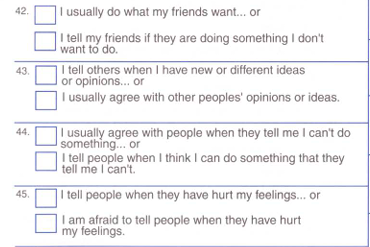 42. I usually do what my friends want... or
I tell my friends if they are doing something I don't
want to do.
43. I tell others when I have new or different ideas
or opinions... or
I usually agree with other peoples' opinions or ideas.
44. I usually agree with people when they tell me I can't do
something... or
I tell people when I think I can do something that they
tell me I can't.
45. I tell people when they have hurt my feelings... or
I am afraid to tell people when they have hurt
my feelings.